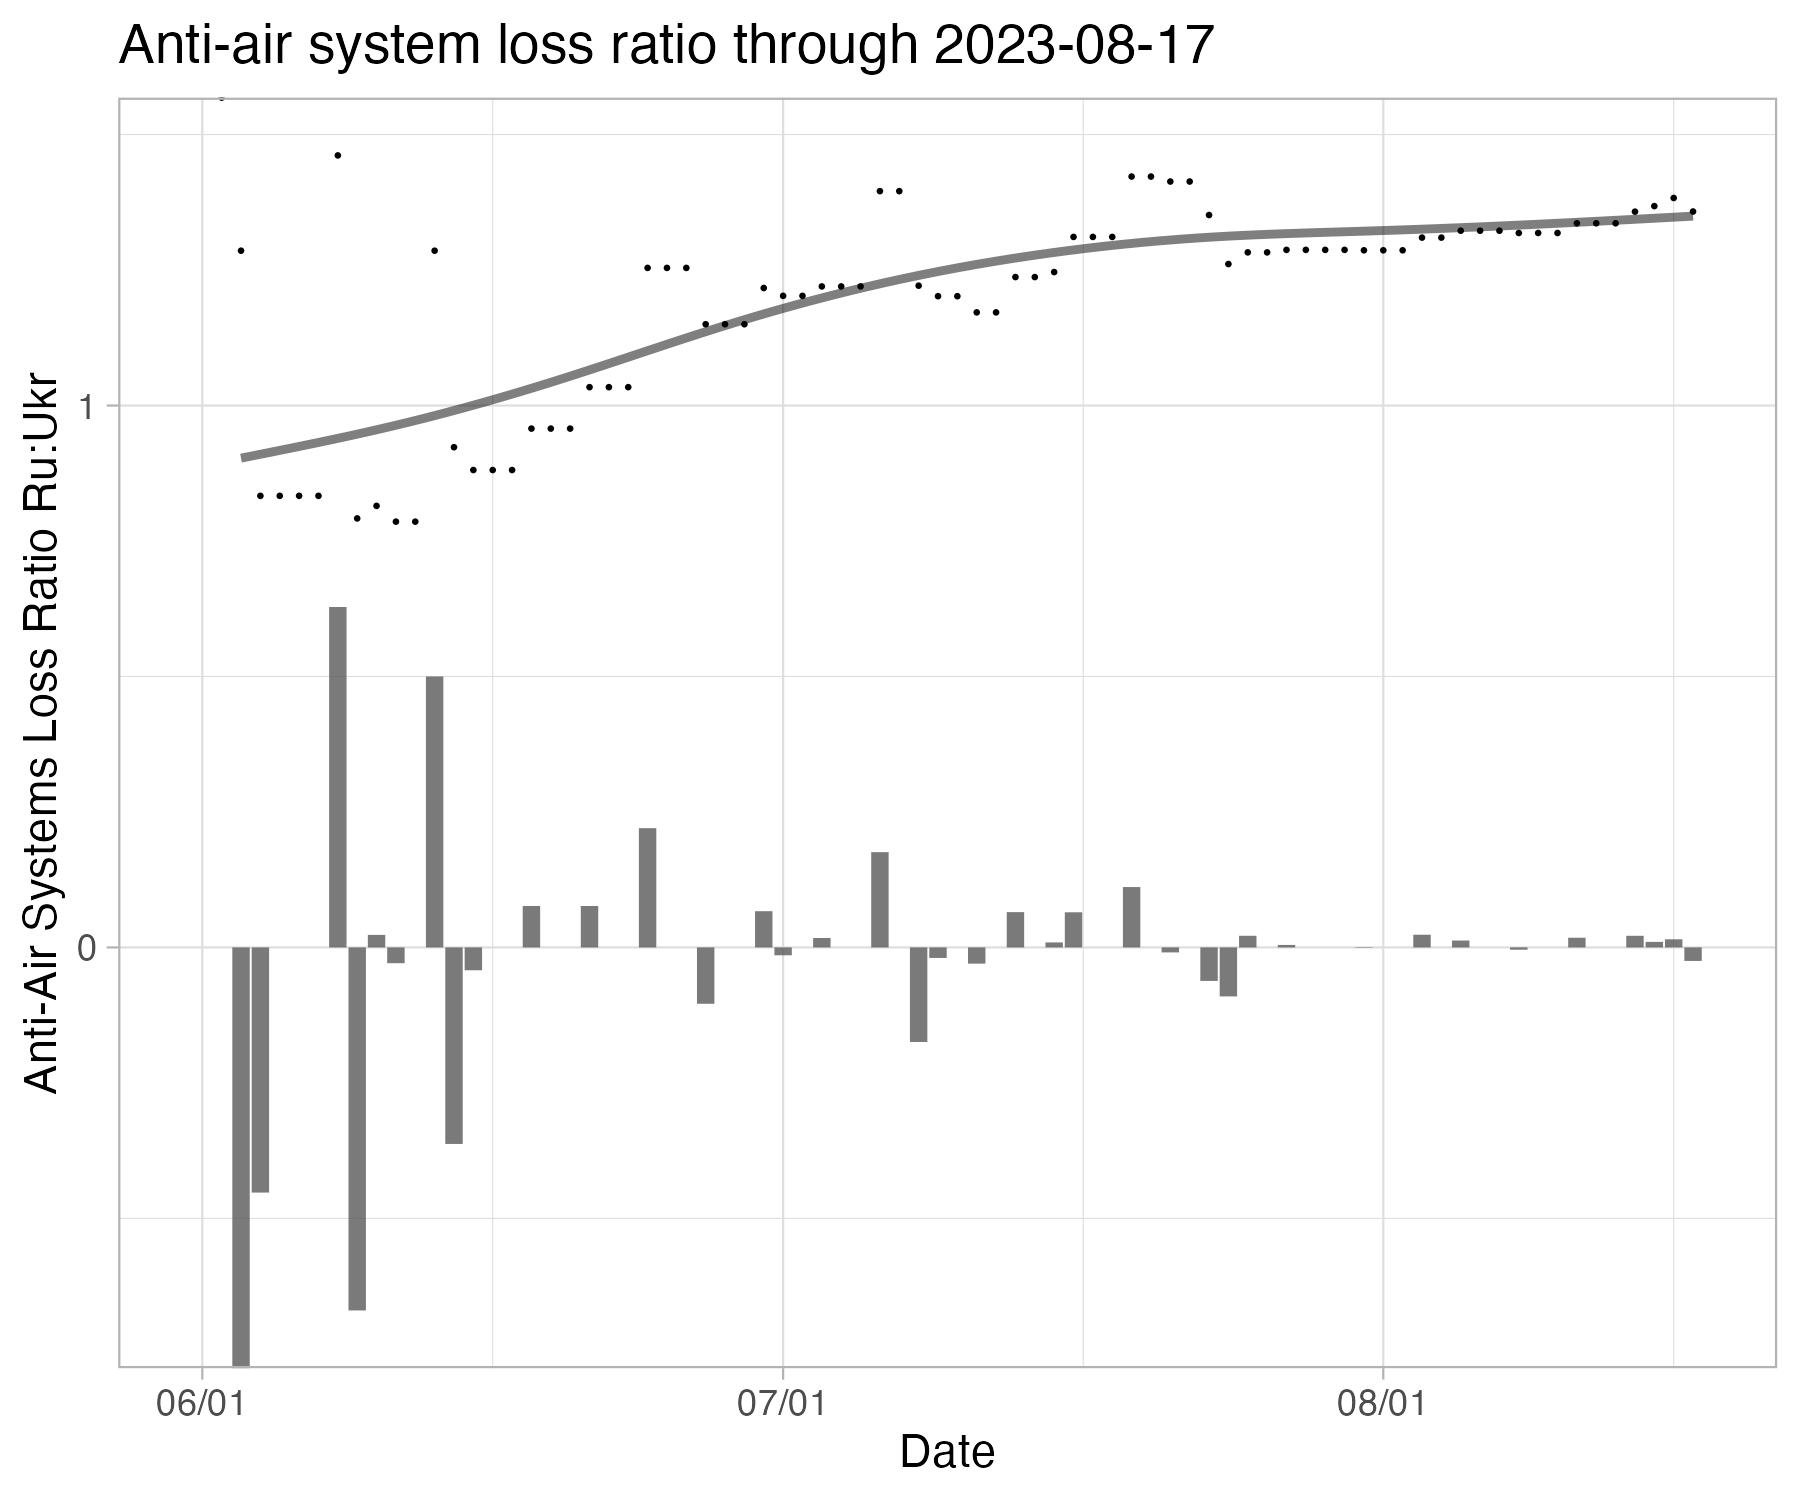 Anti-air system loss ratio through 2023-08-17
Anti-Air Systems Loss Ratio Ru:Ukr
1
0
06/01
07/01
08/01
Date